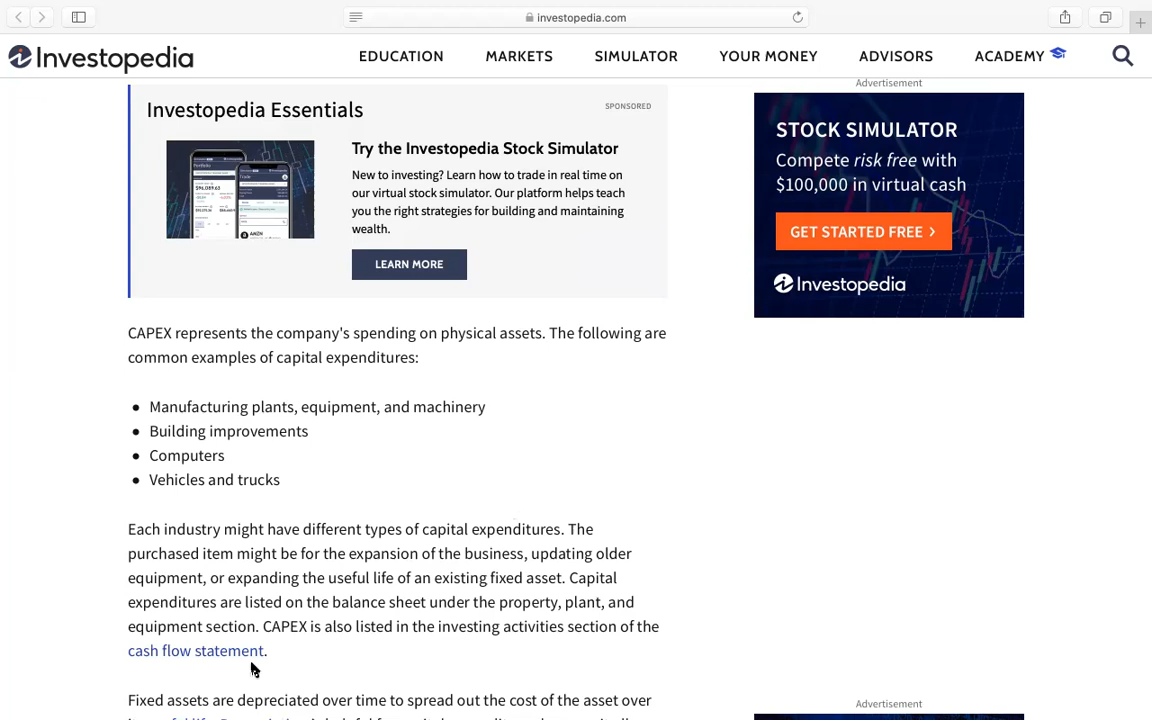 investopedia.com
Investopedia
EDUCATION MARKETS SIMULATOR YOUR MONEY ADVISORS ACADEMY
Advertisement
Investopedia Essentials
SPONSORED
Try the Investopedia Stock Simulator
New to investing? Learn how to trade in real time on
our virtual stock simulator. Our platform helps teach
you the right strategies for building and maintaining
wealth.
LEARN MORE
STOCK SIMULATOR
Compete risk free with
$100,000 in virtual cash
GET STARTED FREE >
Investopedia
CAPEX represents the company's spending on physical assets. The following are
common examples of capital expenditures:
● Manufacturing plants, equipment, and machinery
● Building improvements
● Computers
● Vehicles and trucks
Each industry might have different types of capital expenditures. The
purchased item might be for the expansion of the business, updating older
equipment, or expanding the useful life of an existing fixed asset. Capital
expenditures are listed on the balance sheet under the property, plant, and
equipment section. CAPEX is also listed in the investing activities section of the
cash flow statement.
Fixed assets are depreciated over time to spread out the cost of the asset over
Advertisement